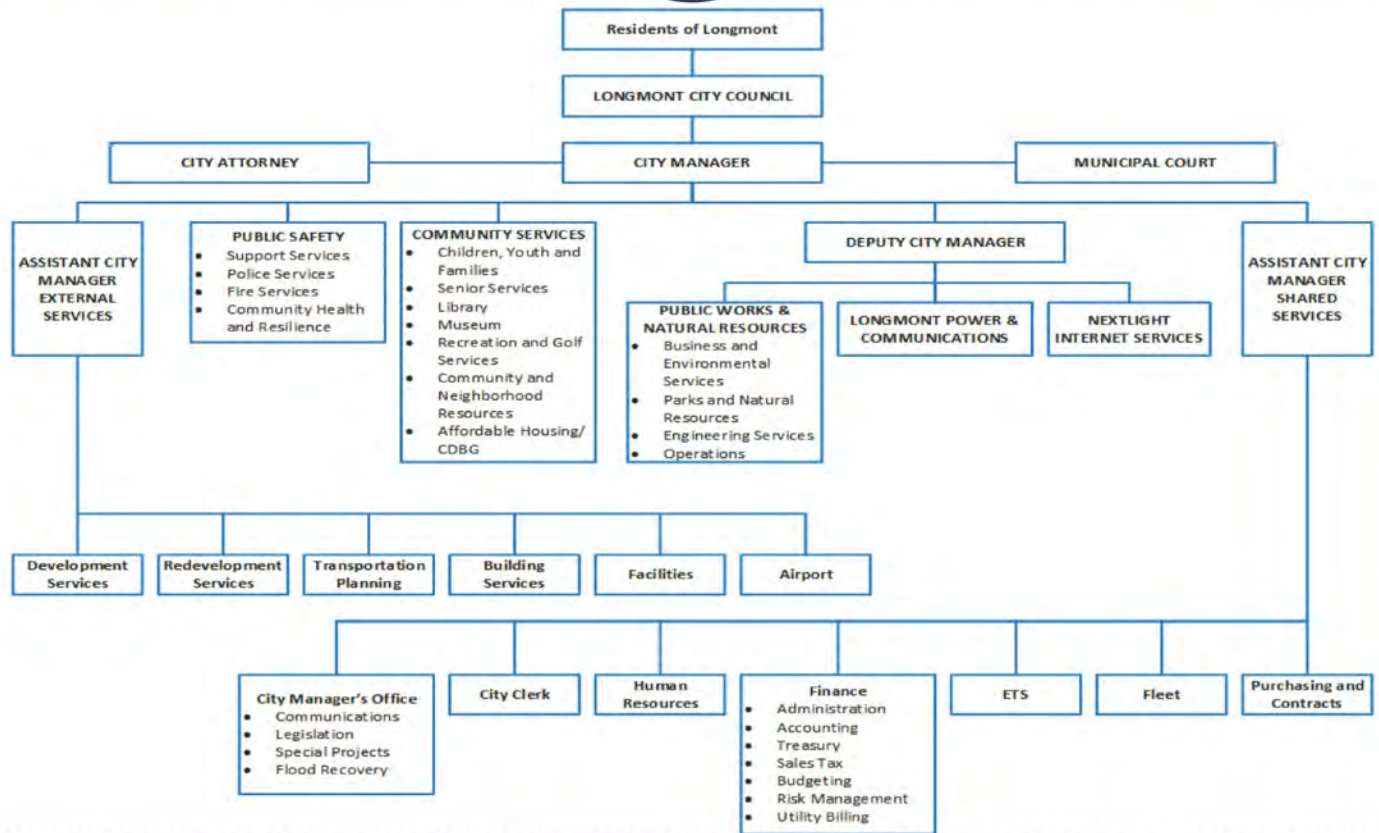 Residents of Longmont
LONGMONT CITY COUNCIL
CITY ATTORNEY
CITY MANAGER
MUNICIPAL COURT
ASSISTANT CITY
MANAGER
EXTERNAL
SERVICES
PUBLIC SAFETY
• Support Services
• Police Services
• Fire Services
• Community Health
and Resilience
COMMUNITY SERVICES
• Children, Youth and
Families
• Senior Services
• Library
• Museum
• Recreation and Golf
Services
• Community and
Neighborhood
Resources
• Affordable Housing/
CDBG
DEPUTY CITY MANAGER
PUBLIC WORKS &
NATURAL RESOURCES
• Business and
Environmental
Services
• Parks and Natural
Resources
• Engineering Services
• Operations
LONGMONT POWER &
COMMUNICATIONS
NEXTLIGHT
INTERNET SERVICES
ASSISTANT CITY
MANAGER
SHARED
SERVICES
Development
Services
Redevelopment
Services
Transportation
Planning
Building
Services
Facilities
Airport
City Manager's Office
• Communications
• Legislation
• Special Projects
• Flood Recovery
City Clerk
Human
Resources
Finance
• Administration
• Accounting
• Treasury
• Sales Tax
• Budgeting
• Risk Management
• Utility Billing
ETS
Fleet
Purchasing and
Contracts